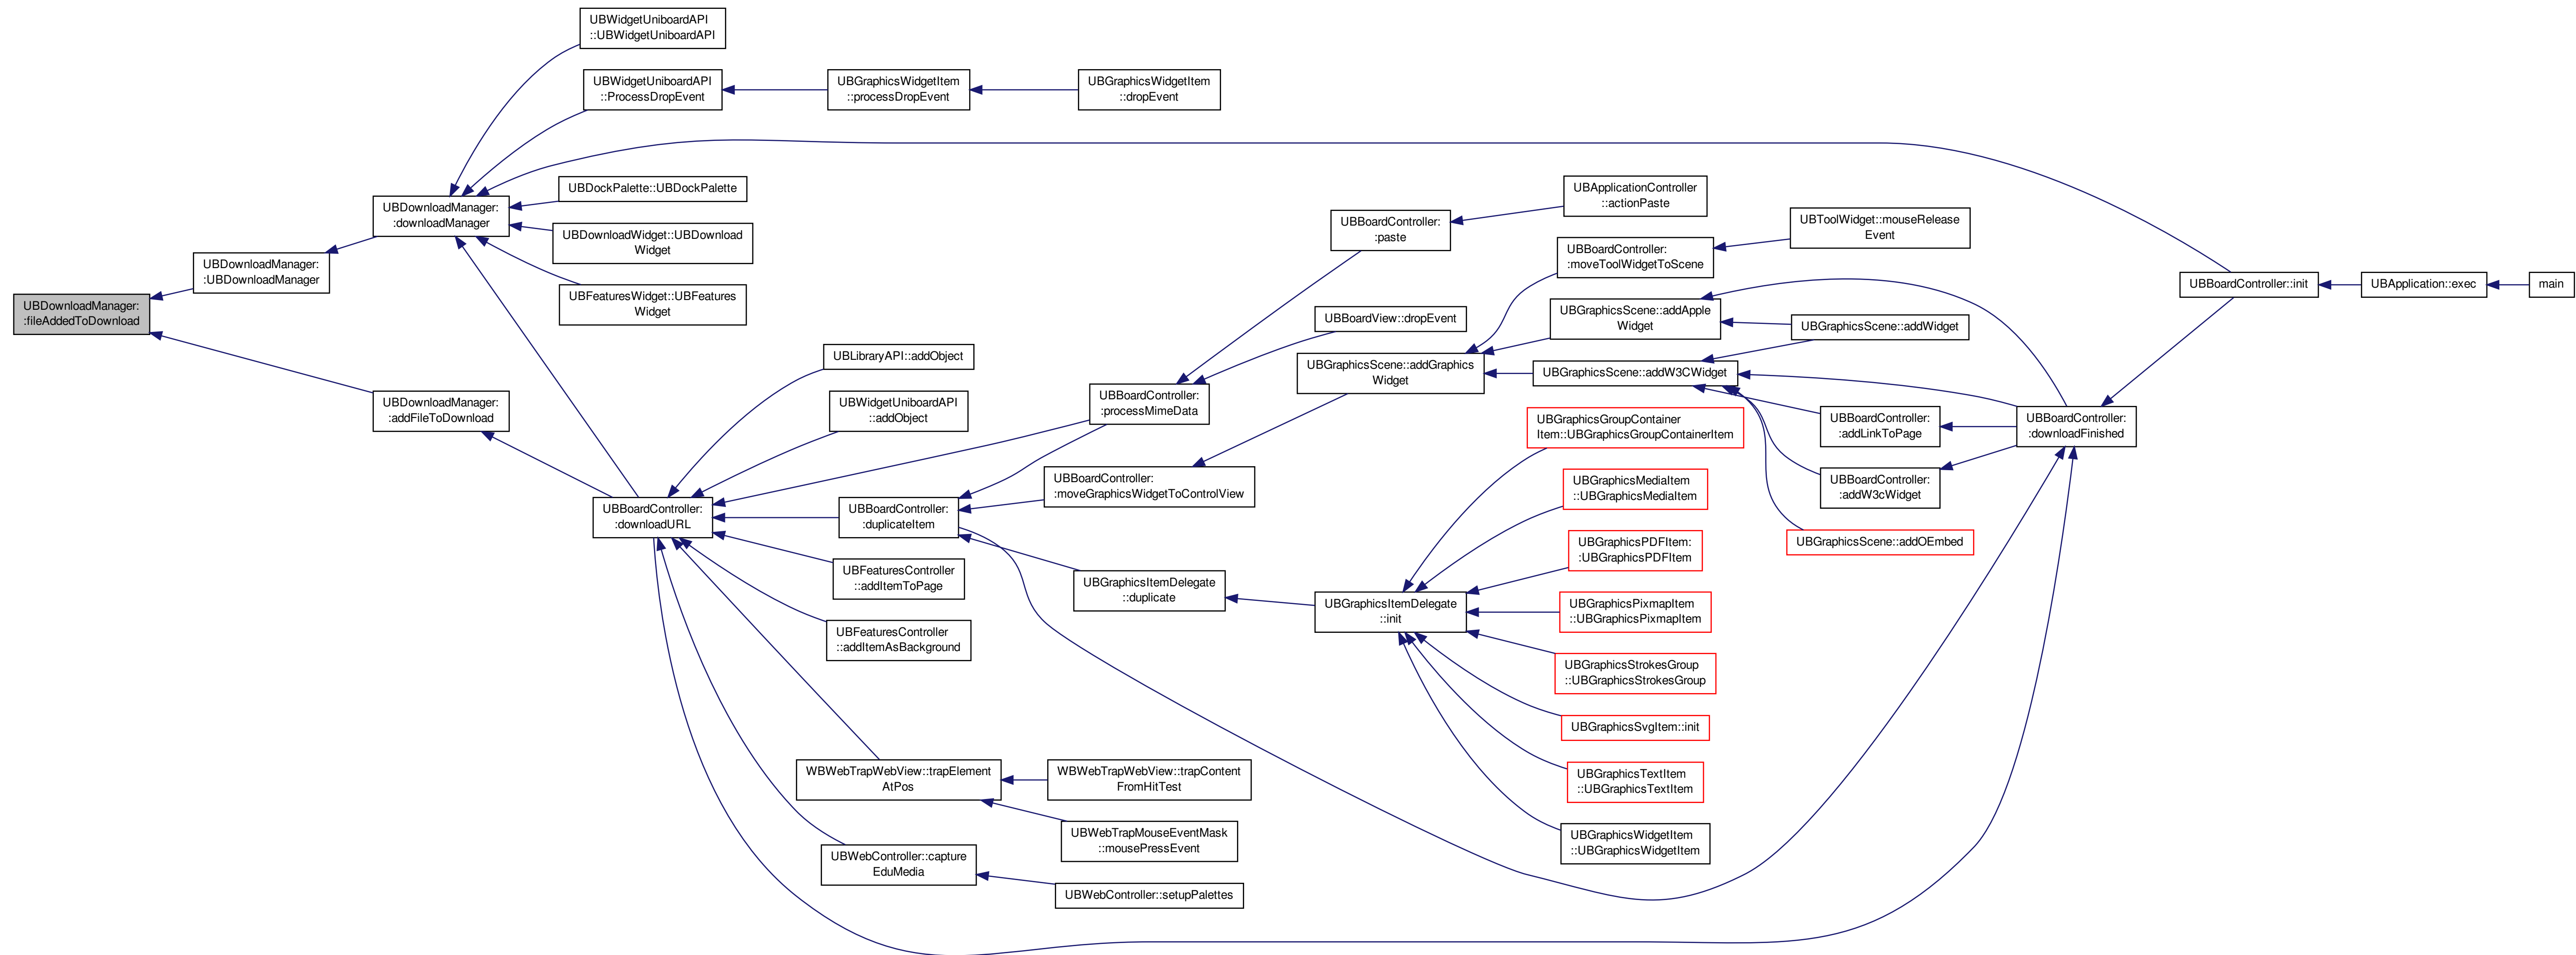 UBWidgetUniboardAPI
::UBWidgetUniboardAPI
UBWidgetUniboardAPI
::ProcessDropEvent
UBGraphicsWidgetItem
::processDropEvent
UBGraphicsWidgetItem
::dropEvent
UBDockPalette::UBDockPalette
UBDownloadManager:
:downloadManager
UBDownloadWidget::UBDownload
Widget
UBFeaturesWidget::UBFeatures
Widget
UBDownloadManager:
:UBDownloadManager
UBDownloadManager:
:fileAddedToDownload
UBDownloadManager:
:addFileToDownload
UBLibraryAPI::addObject
UBWidgetUniboardAPI
::addObject
UBBoardController:
:downloadURL
UBBoardController:
:duplicateItem
UBFeaturesController
::addItemToPage
UBFeaturesController
::addItemAsBackground
WBWebTrapWebView::trapElement
AtPos
WBWebTrapWebView::trapContent
FromHitTest
UBWebTrapMouseEventMask
::mousePressEvent
UBWebController::capture
EduMedia
UBWebController::setupPalettes
UBBoardController:
:processMimeData
UBBoardController:
:moveGraphicsWidgetToControlView
UBGraphicsItemDelegate
::duplicate
UBBoardController:
:paste
UBApplicationController
::actionPaste
UBBoardView::dropEvent
UBGraphicsScene::addGraphics
Widget
UBBoardController:
:moveToolWidgetToScene
UBToolWidget::mouseRelease
Event
UBGraphicsScene::addApple
Widget
UBGraphicsScene::addWidget
UBGraphicsScene::addW3CWidget
UBBoardController:
:addLinkToPage
UBBoardController:
:addW3cWidget
UBGraphicsScene::addOEmbed
UBGraphicsItemDelegate
::init
UBGraphicsGroupContainer
Item::UBGraphicsGroupContainerItem
UBGraphicsMediaItem
::UBGraphicsMediaItem
UBGraphicsPDFItem:
:UBGraphicsPDFItem
UBGraphicsPixmapItem
::UBGraphicsPixmapItem
UBGraphicsStrokesGroup
::UBGraphicsStrokesGroup
UBGraphicsSvgItem::init
UBGraphicsTextItem
::UBGraphicsTextItem
UBGraphicsWidgetItem
::UBGraphicsWidgetItem
UBBoardController:
:downloadFinished
UBBoardController::init
UBApplication::exec
main